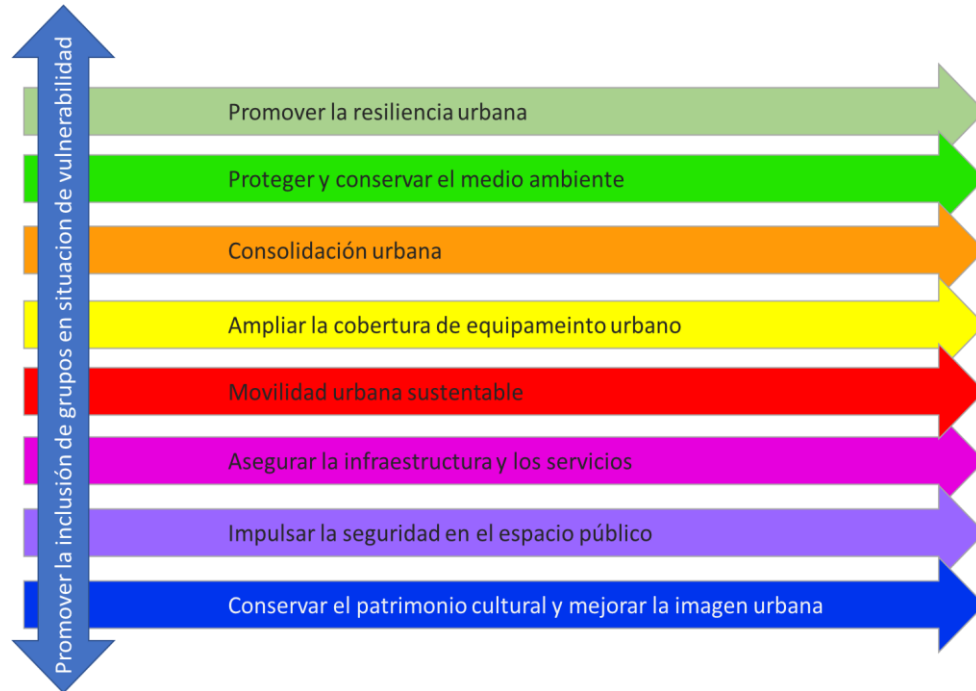 Promover la inclusión de grupos en situacion de vulnerabilidad
Promover la resiliencia urbana
Proteger y conservar el medio ambiente
Consolidación urbana
Ampliar la cobertura de equipameinto urbano
Movilidad urbana sustentable
Asegurar la infraestructura y los servicios
Impulsar la seguridad en el espacio público
Conservar el patrimonio cultural y mejorar la imagen urbana